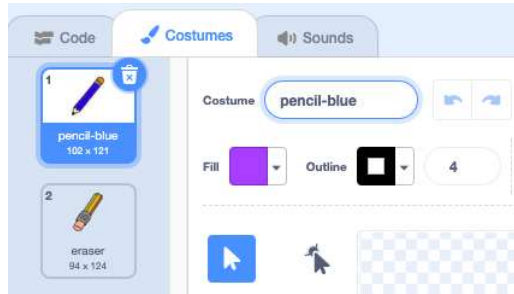 Code Costumes Sounds
1
pencil-blue
102 x 121
2
eraser
94 x 124
Costume pencil-blue
Fill Outline 4